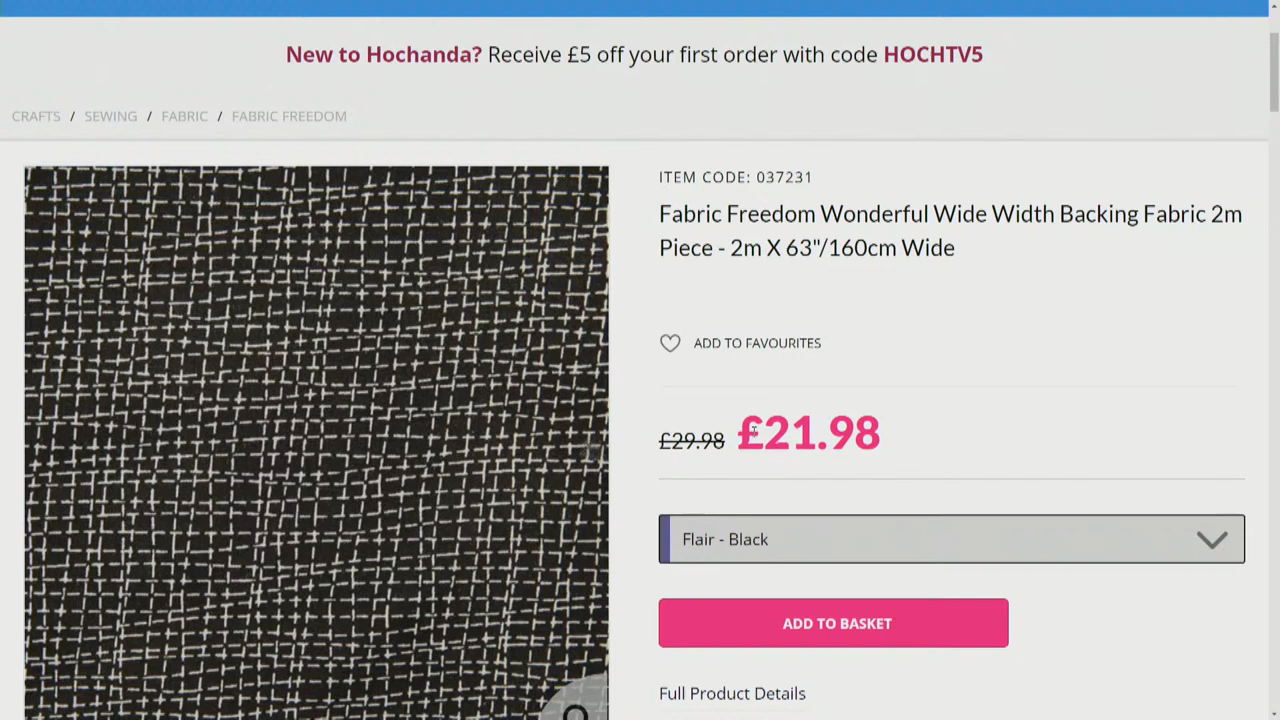 New to Hochanda? Receive £5 off your first order with code HOCHTV5
CRAFTS / SEWING / FABRIC / FABRIC FREEDOM
ITEM CODE: 037231
Fabric Freedom Wonderful Wide Width Backing Fabric 2m
Piece - 2m X 63"/160cm Wide
ADD TO FAVOURITES
£29.98 £21.98
Flair - Black
ADD TO BASKET
Full Product Details